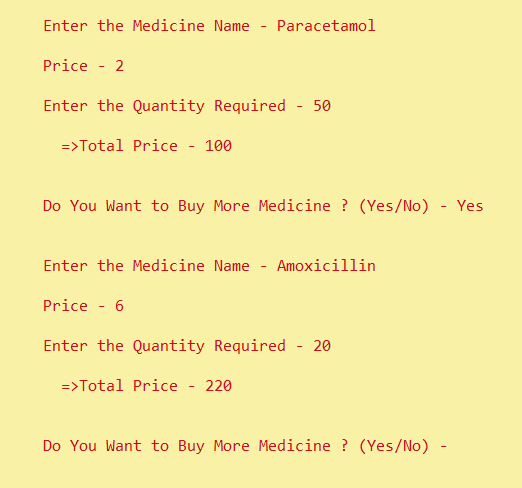 Enter the Medicine Name - Paracetamol
Price - 2
Enter the Quantity Required - 50
=>Total Price - 100
Do You Want to Buy More Medicine ? (Yes/No) - Yes
Enter the Medicine Name - Amoxicillin
Price - 6
Enter the Quantity Required - 20
=>Total Price - 220
Do You Want to Buy More Medicine ? (Yes/No) -